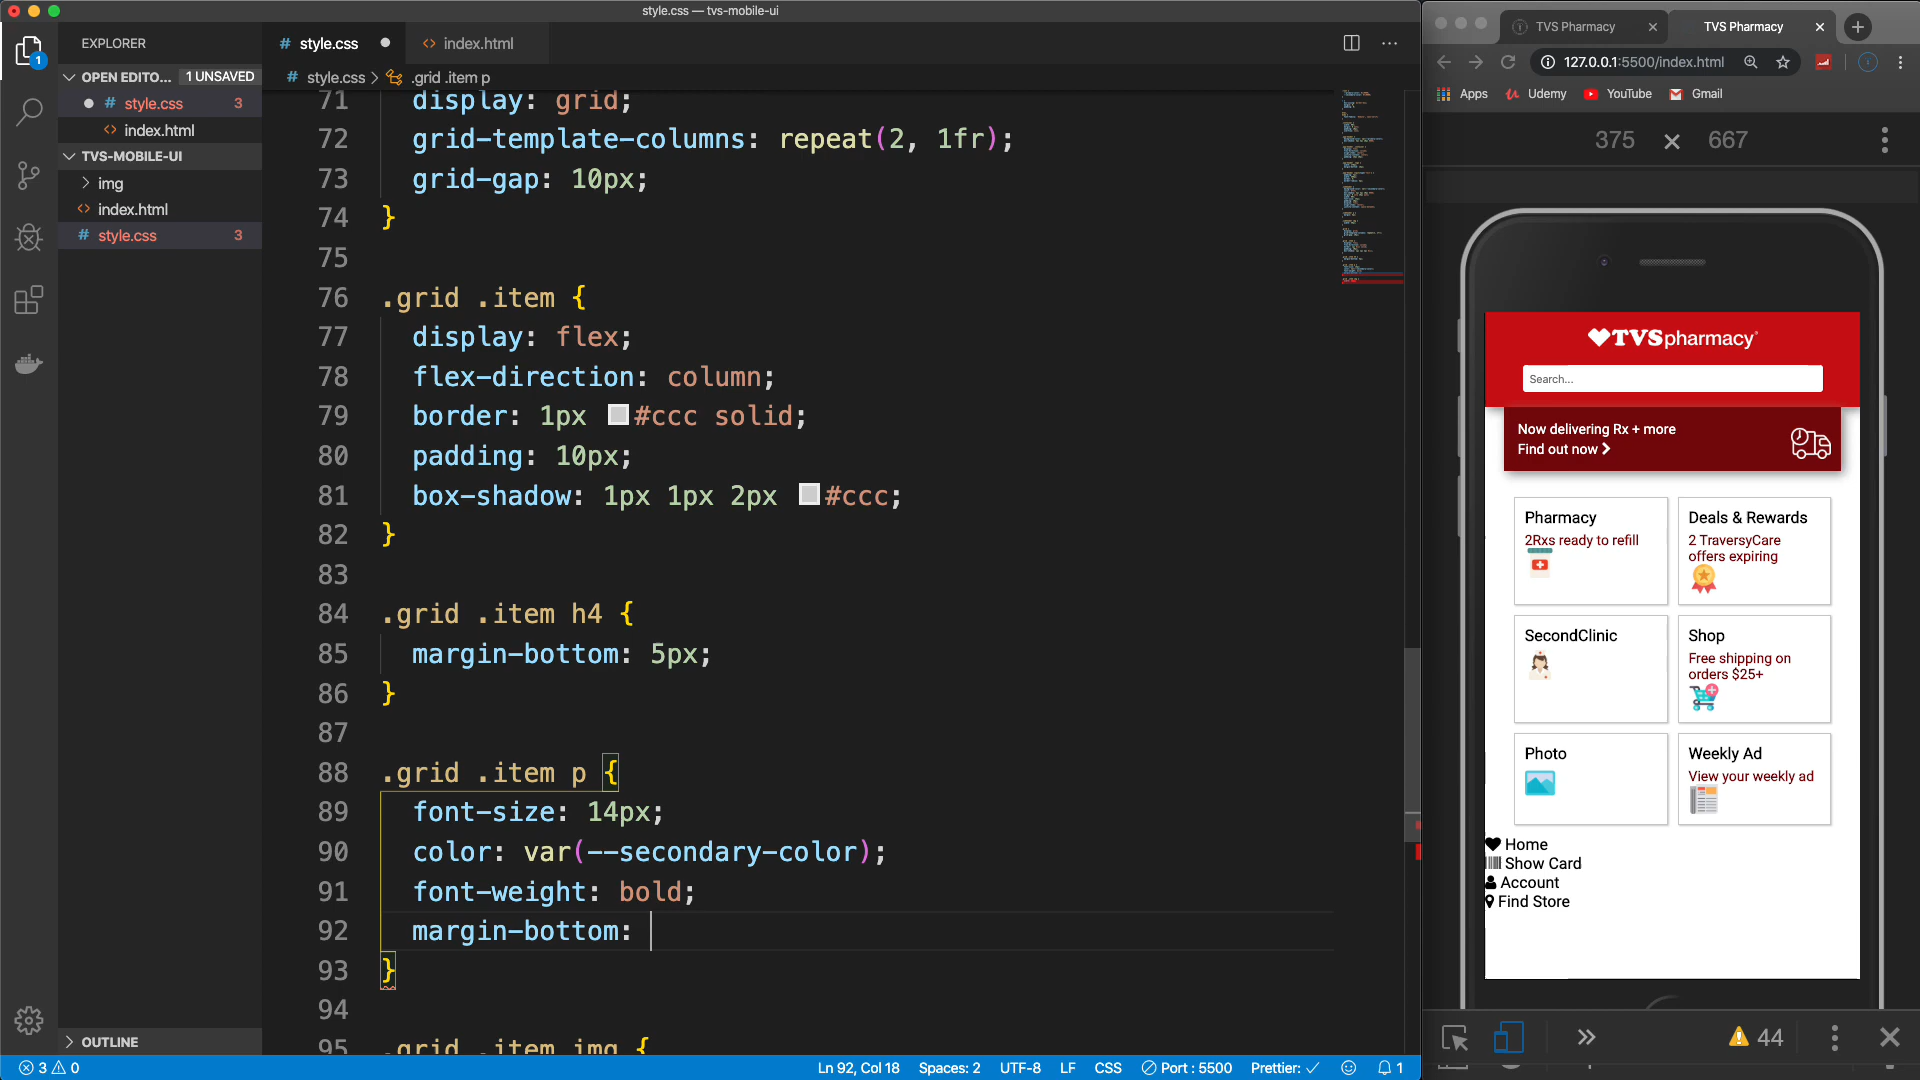 style.css — tvs-mobile-ui
EXPLORER
OPEN EDITO... 1 UNSAVED
# style.css 3
<> index.html
TVS-MOBILE-UI
> img
<> index.html
# style.css 3
OUTLINE
# style.css ●
<> index.html
# style.css > .grid .item p
71 display: grid;
72 grid-template-columns: repeat(2, 1fr);
73 grid-gap: 10px;
74 }
75
76 .grid .item {
77 display: flex;
78 flex-direction: column;
79 border: 1px #ccc solid;
80 padding: 10px;
81 box-shadow: 1px 1px 2px #ccc;
82 }
83
84 .grid .item h4 {
85 margin-bottom: 5px;
86 }
87
88 .grid .item p {
89 font-size: 14px;
90 color: var(--secondary-color);
91 font-weight: bold;
92 margin-bottom:
93 }
94
95 .grid .item img {
3 0
Ln 92, Col 18 Spaces: 2 UTF-8 LF CSS Port : 5500 Prettier: ✓ 1
TVS Pharmacy
TVS Pharmacy
127.0.0.1:5500/index.html
Apps Udemy YouTube Gmail
375 × 667
TVSpharmacy
Search...
Now delivering Rx + more
Find out now
Pharmacy
2Rxs ready to refill
Deals & Rewards
2 TraversyCare
offers expiring
SecondClinic
Shop
Free shipping on
orders $25+
Photo
Weekly Ad
View your weekly ad
Home
Show Card
Account
Find Store
44